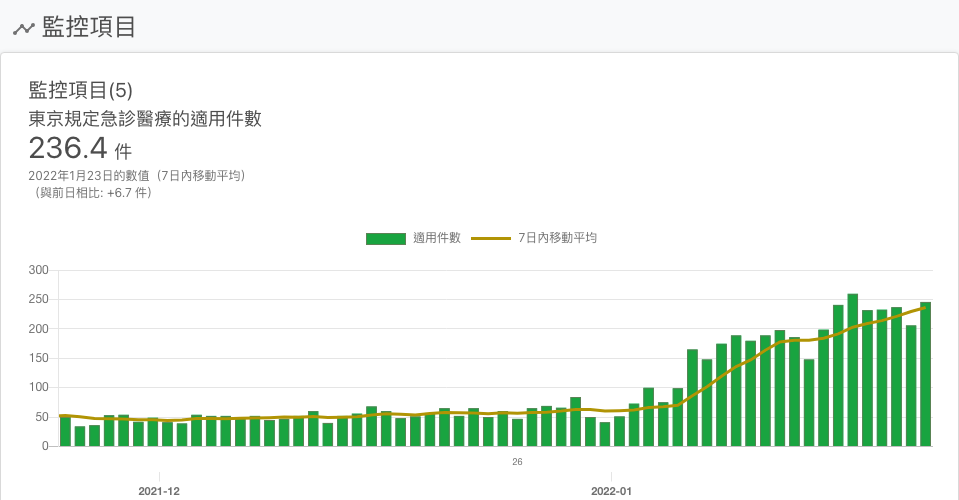 監控項目
監控項目(5)
東京規定急診醫療的適用件數
236.4 件
2022年1月23日的數值（7日內移動平均）
（與前日相比: +6.7 件）
適用件數 7日內移動平均
300
250
200
150
100
50
0
26
2021-12 2022-01